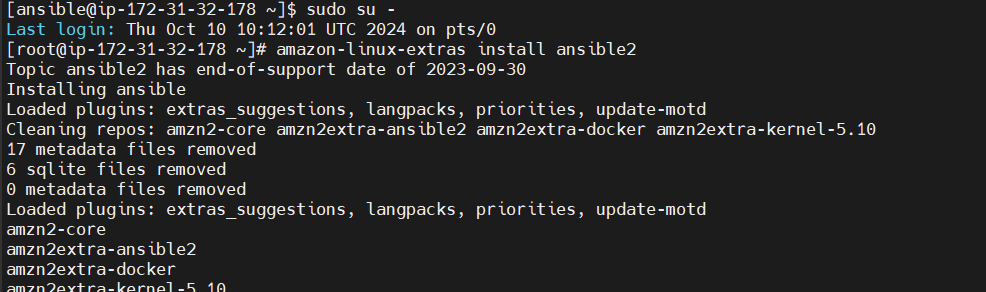 [ansible@ip-172-31-32-178 ~]$ sudo su -
Last login: Thu Oct 10 10:12:01 UTC 2024 on pts/0
[root@ip-172-31-32-178 ~]# amazon-linux-extras install ansible2
Topic ansible2 has end-of-support date of 2023-09-30
Installing ansible
Loaded plugins: extras_suggestions, langpacks, priorities, update-motd
Cleaning repos: amzn2-core amzn2extra-ansible2 amzn2extra-docker amzn2extra-kernel-5.10
17 metadata files removed
6 sqlite files removed
0 metadata files removed
Loaded plugins: extras_suggestions, langpacks, priorities, update-motd
amzn2-core
amzn2extra-ansible2
amzn2extra-docker
amzn2extra-kernel-5.10